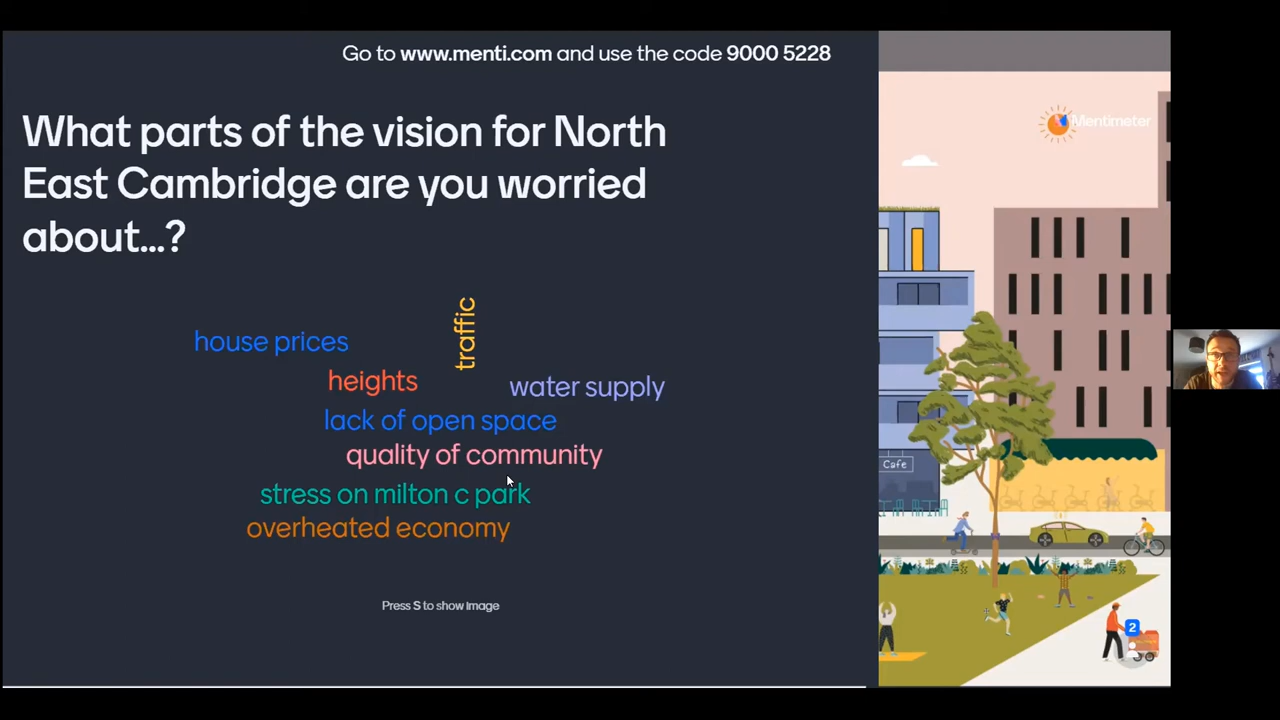 Go to www.menti.com and use the code 9000 5228
What parts of the vision for North
East Cambridge are you worried
about...?
Mentimeter
traffic
house prices
heights
water supply
lack of open space
quality of community
stress on milton c park
overheated economy
Cafe
Press S to show image
2